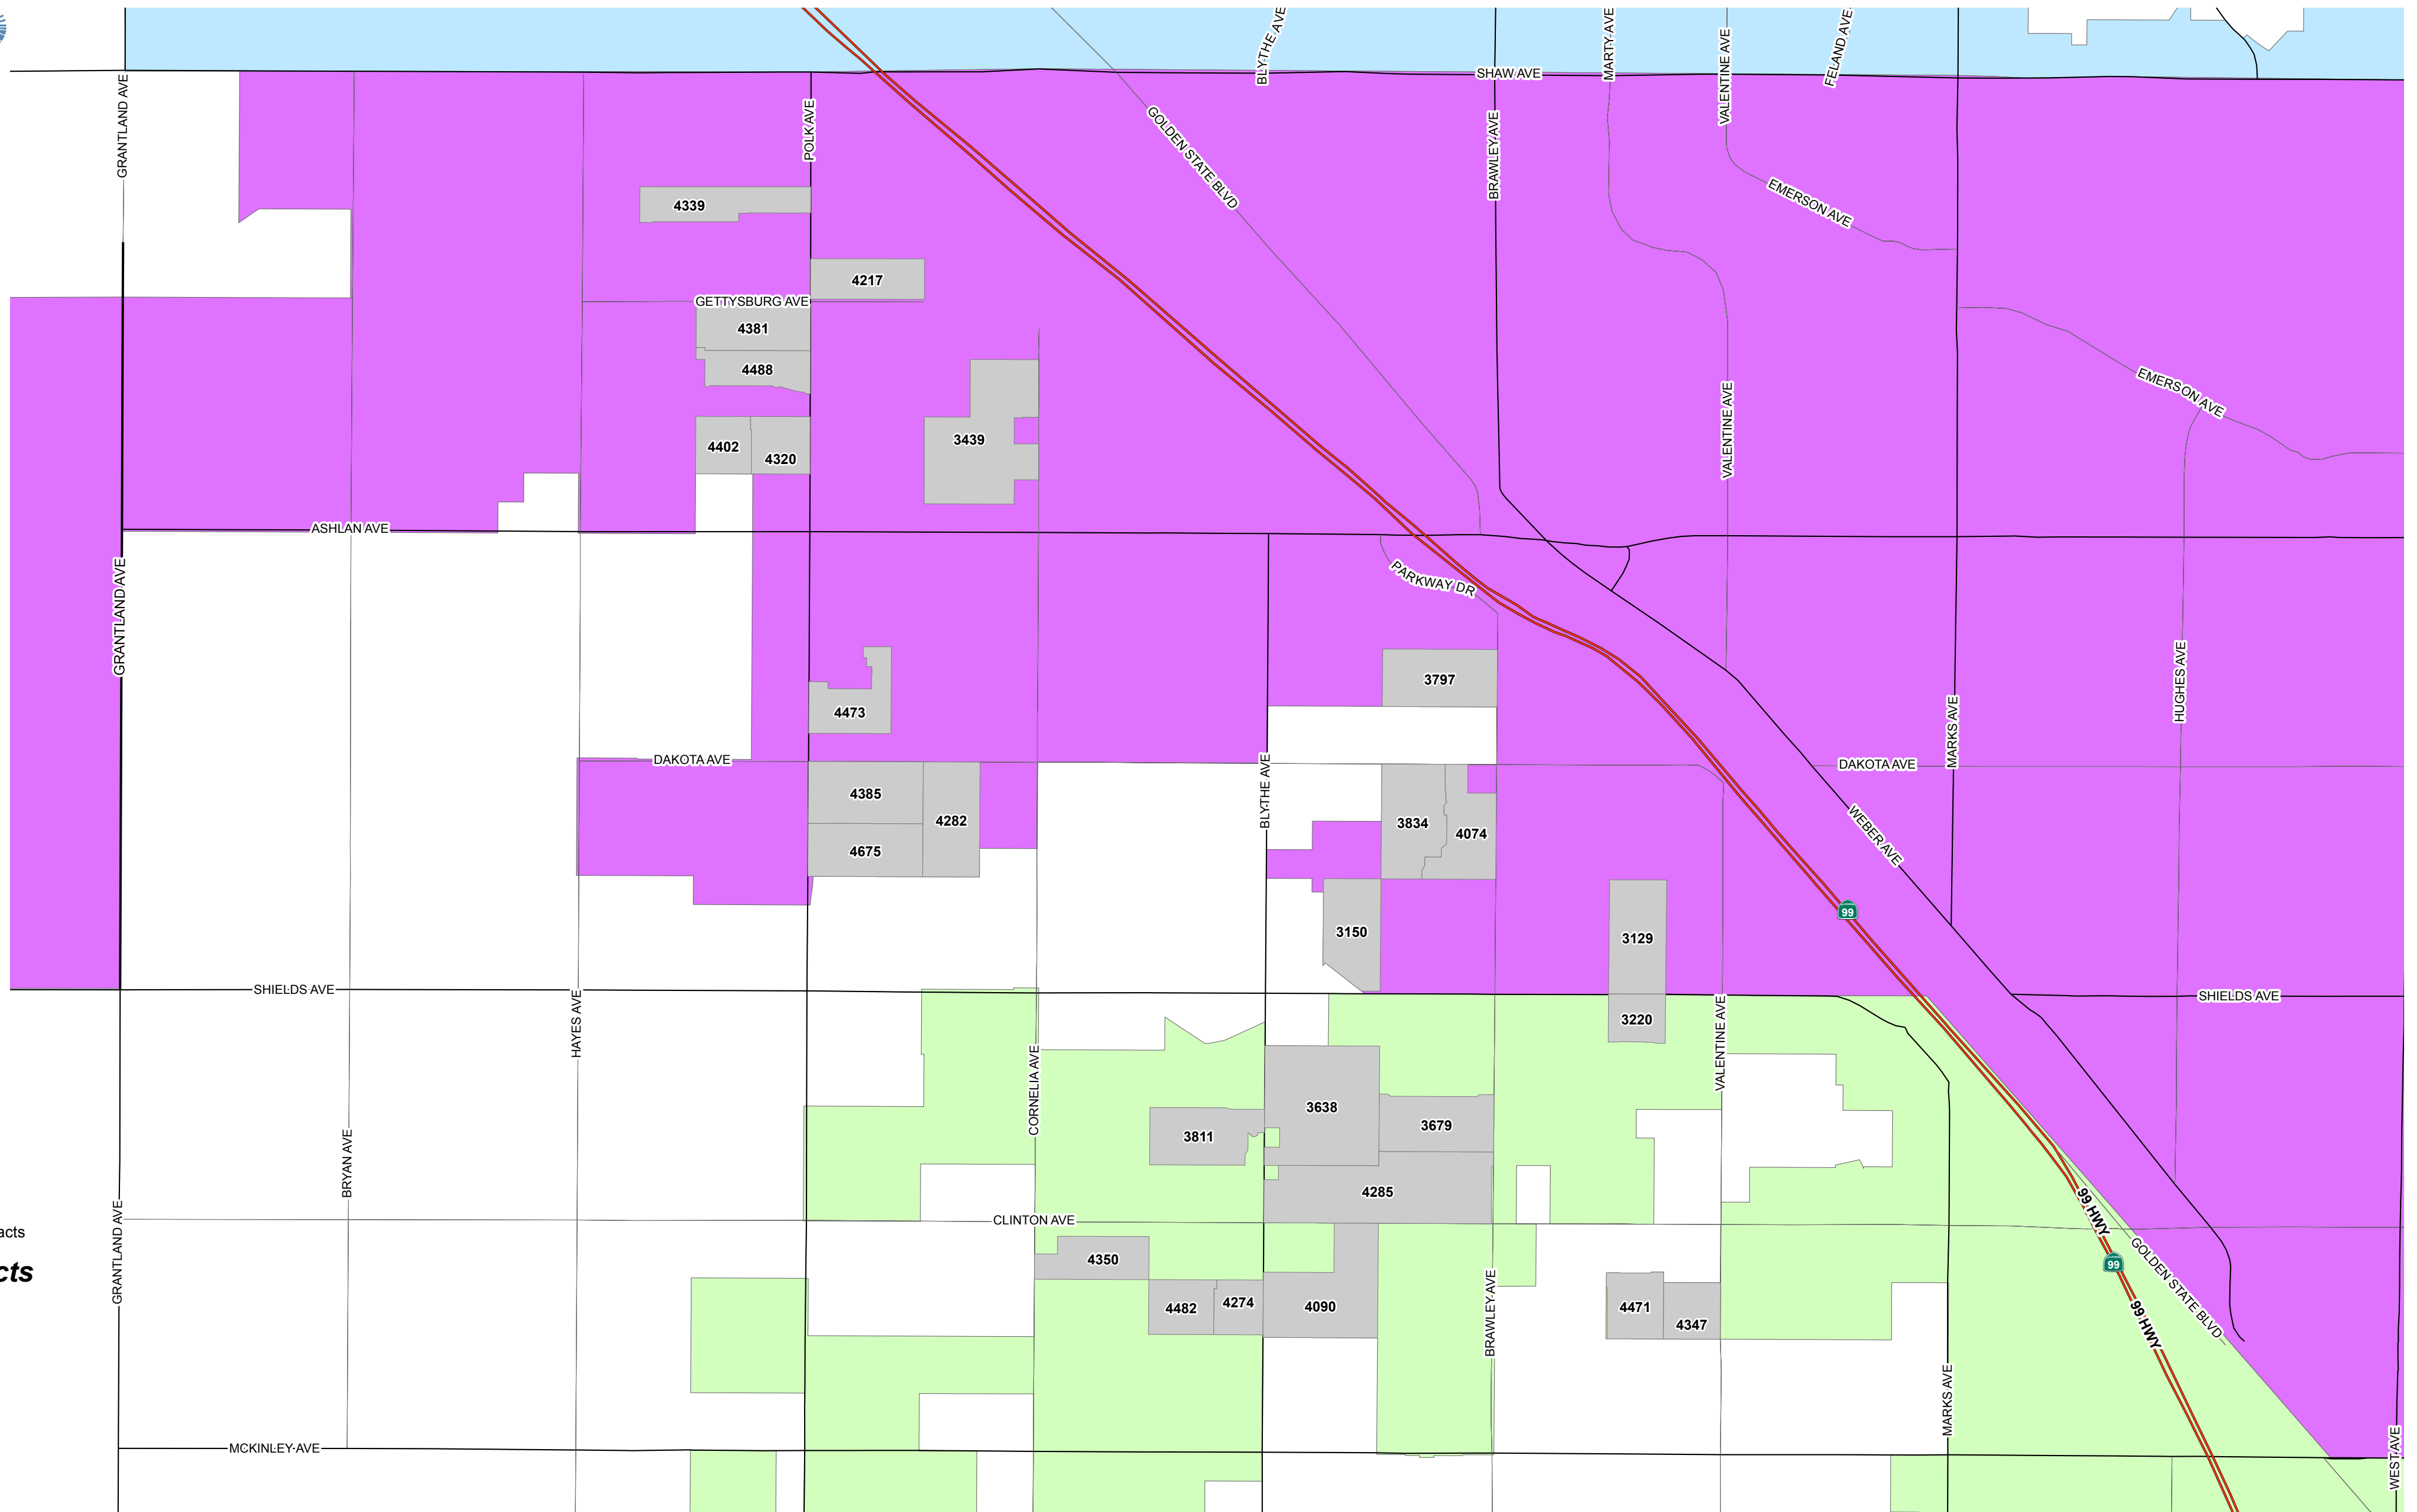 GRANTLAND AVE
POLK AVE
BLYTHE AVE
SHAW AVE
MARTY AVE
VALENTINE AVE
FELAND AVE
BRAWLEY AVE
GOLDEN STATE BLVD
EMERSON AVE
4339
4217
GETTYSBURG AVE
4381
4488
EMERSON AVE
VALENTINE AVE
4402
4320
3439
ASHLAN AVE
PARKWAY DR
GRANTLAND AVE
3797
HUGHES AVE
4473
MARKS AVE
DAKOTA AVE
DAKOTA AVE
BLYTHE AVE
4385
4282
3834
4074
WEBER AVE
4675
99
3150
3129
SHIELDS AVE
SHIELDS AVE
HAYES AVE
3220
VALENTINE AVE
CORNELIA AVE
3638
3679
3811
BRYAN AVE
4285
99 HWY
CLINTON AVE
acts
GRANTLAND AVE
4350
cts
99
GOLDEN STATE BLVD
4482
4274
4090
BRAWLEY AVE
4471
4347
99 HWY
MARKS AVE
MCKINLEY AVE
WEST AVE